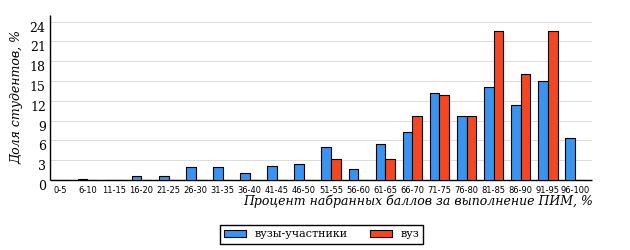 Доля студентов, %
24
21
18
15
12
9
6
3
0
0-5 6-10 11-15 16-20 21-25 26-30 31-35 36-40 41-45 46-50 51-55 56-60 61-65 66-70 71-75 76-80 81-85 86-90 91-95 96-100
Процент набранных баллов за выполнение ПИМ, %
вузы-участники вуз